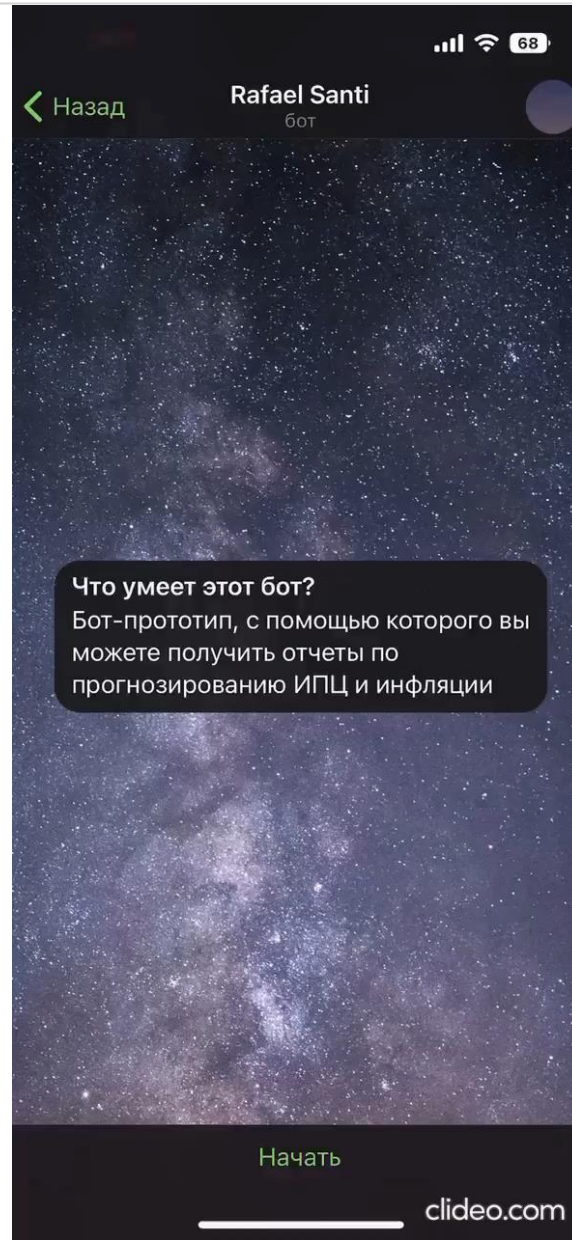 68
Назад
Rafael Santi
бот
Что умеет этот бот?
Бот-прототип, с помощью которого вы
можете получить отчеты по
прогнозированию ИПЦ и инфляции
Начать
clideo.com